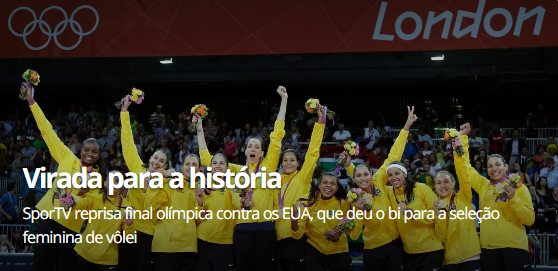 London
Virada para a história
SporTV reprisa final olímpica contra os EUA, que deu o bi para a seleção
feminina de vôlei